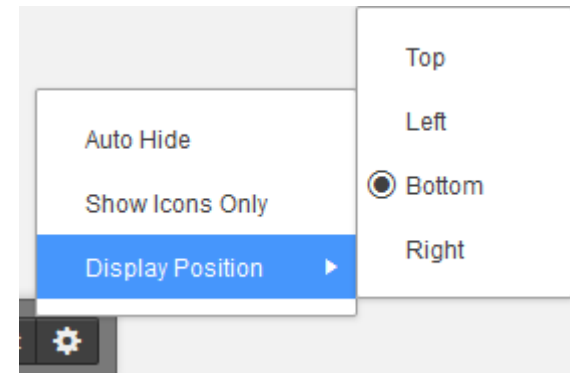 Auto Hide
Show Icons Only
Display Position
Top
Left
Bottom
Right